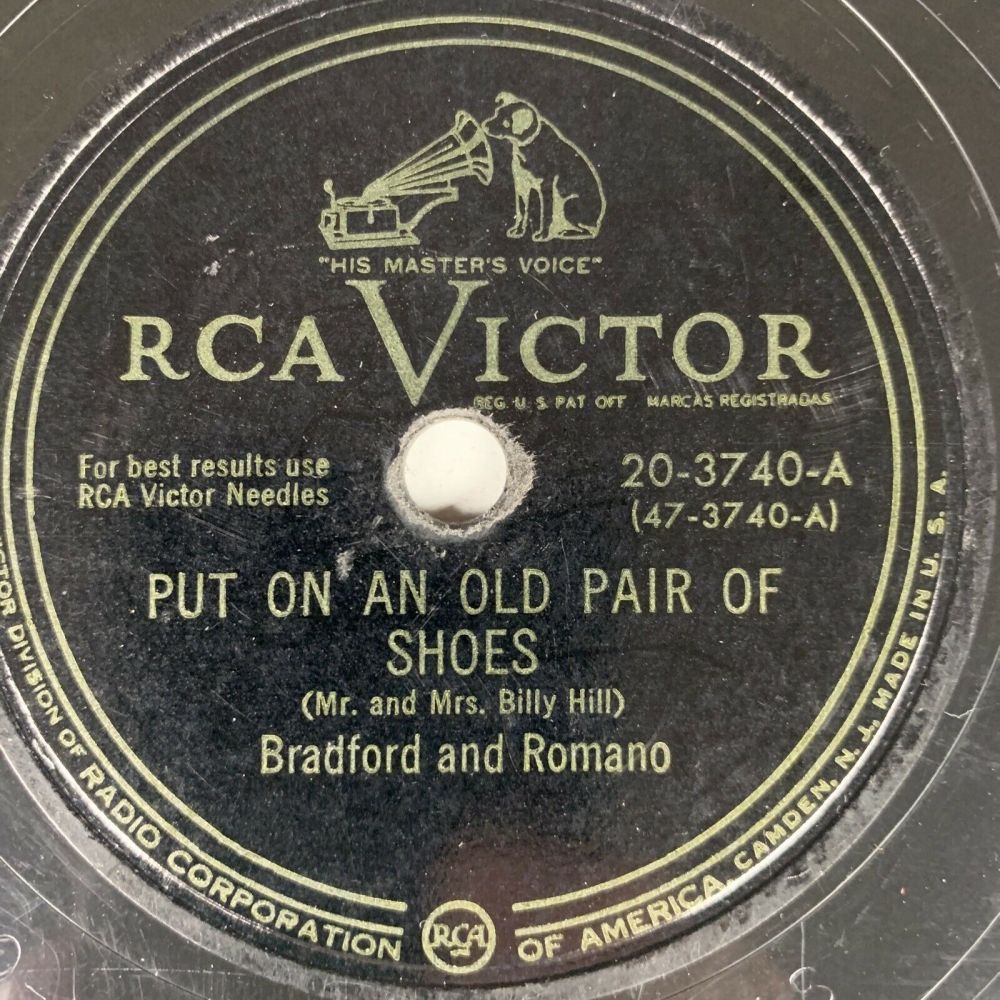 "HIS MASTER'S VOICE"
RCA VICTOR
REG. U. S. PAT OFF MARCAS REGISTRADAS
For best results use
RCA Victor Needles
20-3740-A
(47-3740-A)
PUT ON AN OLD PAIR OF
SHOES
(Mr. and Mrs. Billy Hill)
Bradford and Romano
DIVISION OF RADIO CORPORATION RCA OF AMERICA, CAMDEN, N. J. MADE IN U. S. A.